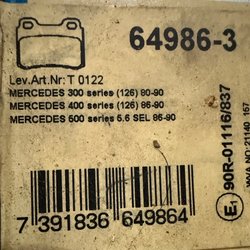 64986-3
Lev.Art.Nr: T 0122
MERCEDES 300 series (126) 80-90
MERCEDES 400 series (126) 86-90
MERCEDES 600 series 5.6 SEL 86-90
7 391836 649864
E1
90R-01116/837